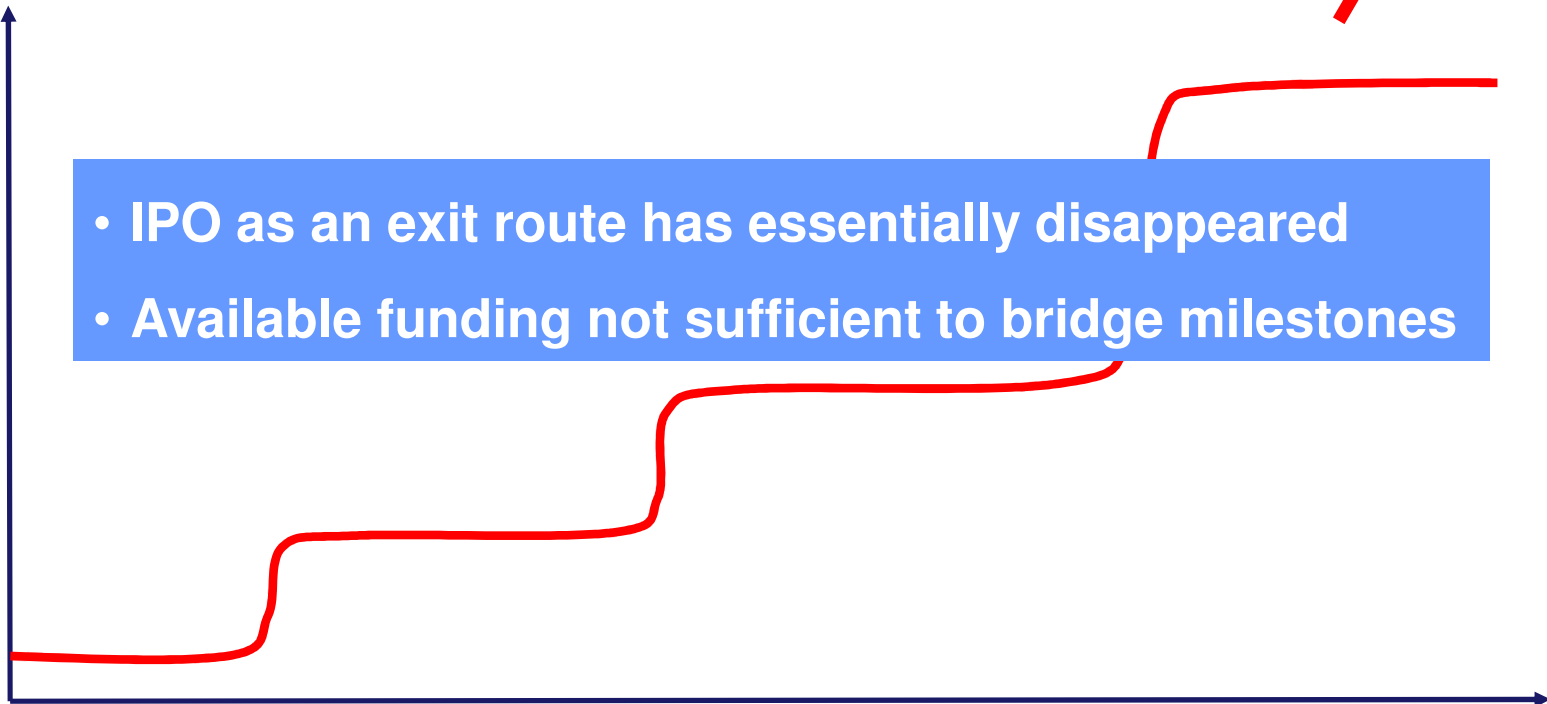 • IPO as an exit route has essentially disappeared
• Available funding not sufficient to bridge milestones